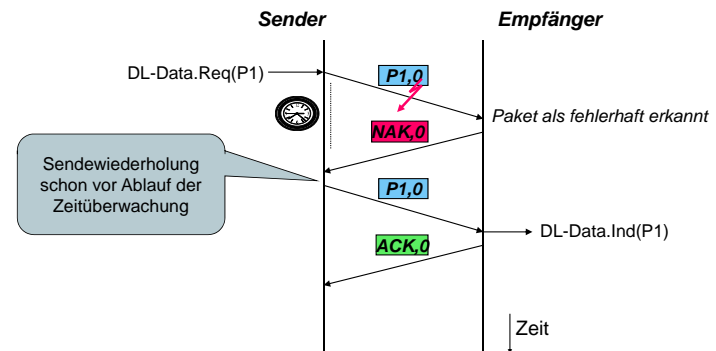 Sender
Empfänger
DL-Data.Req(P1)
P1,0
Paket als fehlerhaft erkannt
NAK,0
Sendewiederholung
schon vor Ablauf der
Zeitüberwachung
P1,0
DL-Data.Ind(P1)
ACK,0
Zeit